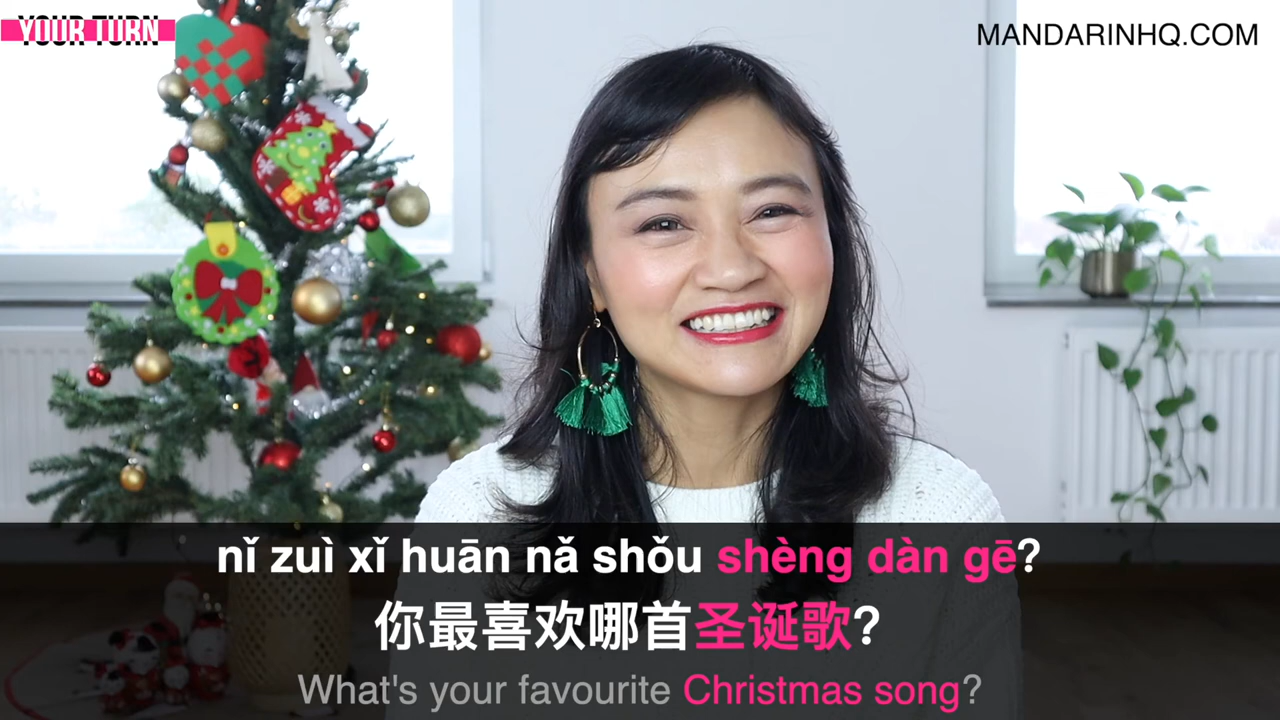 YOUR TURN
MANDARINHQ.COM
nǐ zuì xǐ huān nǎ shǒu shèng dàn gē?
你最喜欢哪首圣诞歌?
What's your favourite Christmas song?